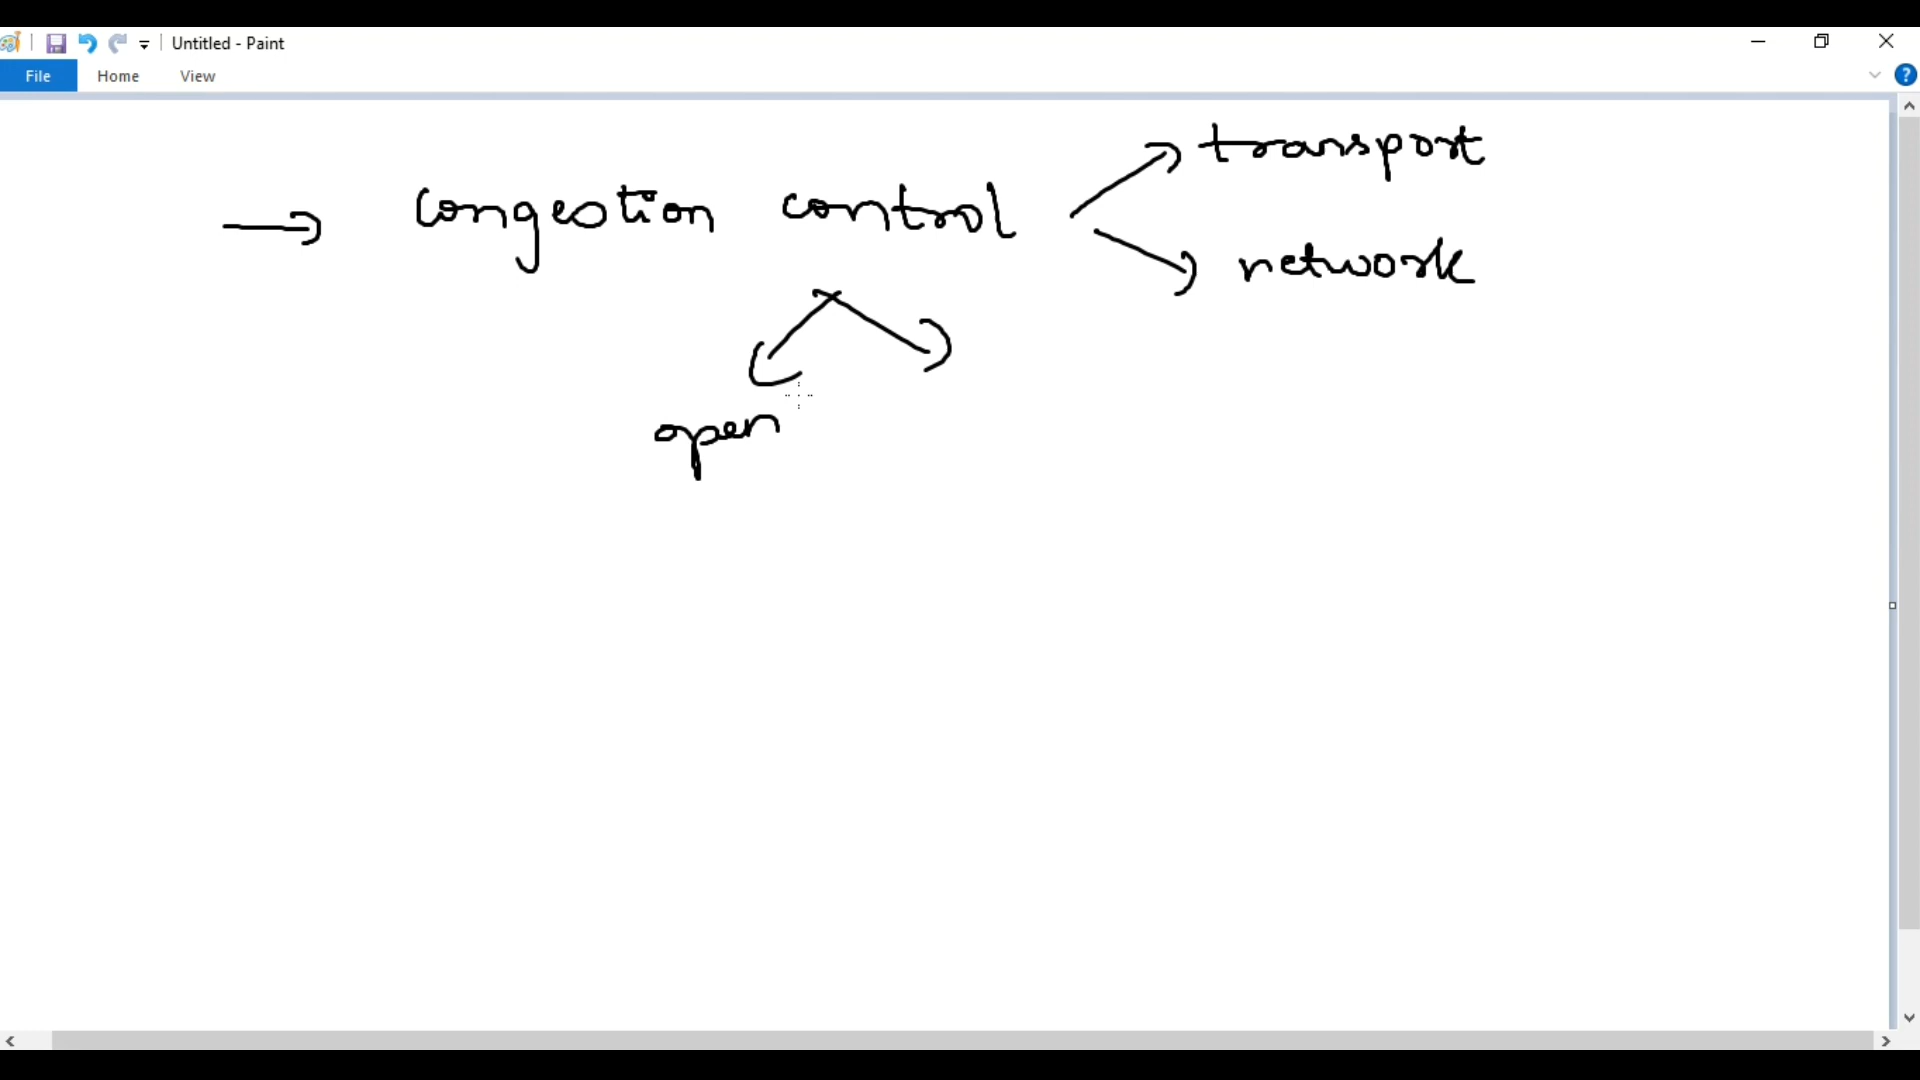 Untitled - Paint
File Home View
transport
congestion control
network
open